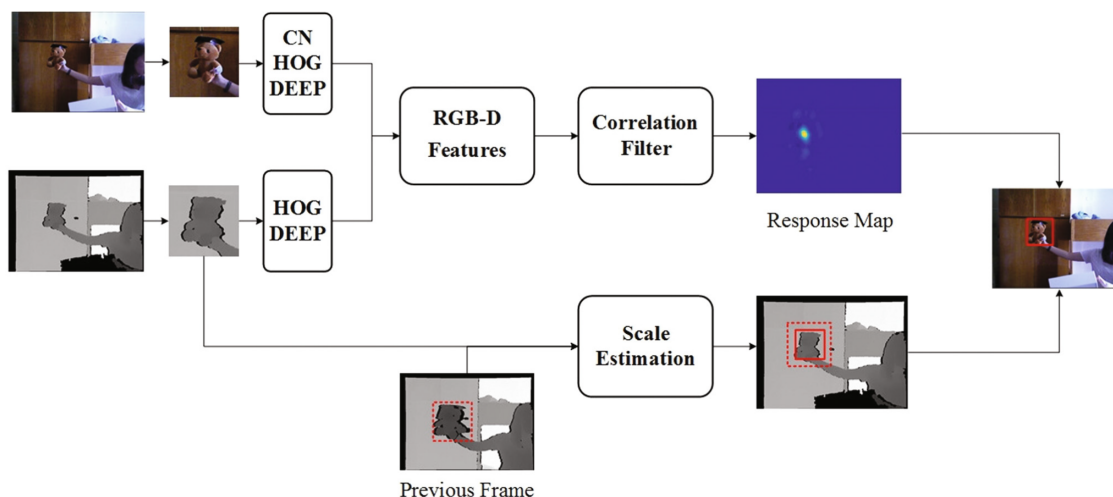 CN
HOG
DEEP
RGB-D
Features
Correlation
Filter
Response Map
HOG
DEEP
Scale
Estimation
Previous Frame